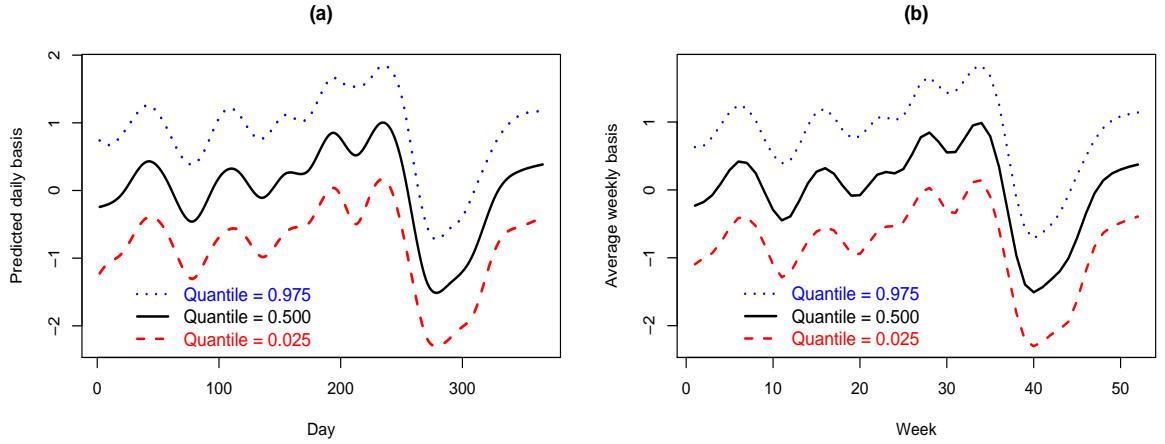 (a)
Predicted daily basis
2
1
0
−1
−2
Quantile = 0.975
Quantile = 0.500
Quantile = 0.025
0 100 200 300
Day
(b)
Average weekly basis
1
0
−1
−2
Quantile = 0.975
Quantile = 0.500
Quantile = 0.025
0 10 20 30 40 50
Week